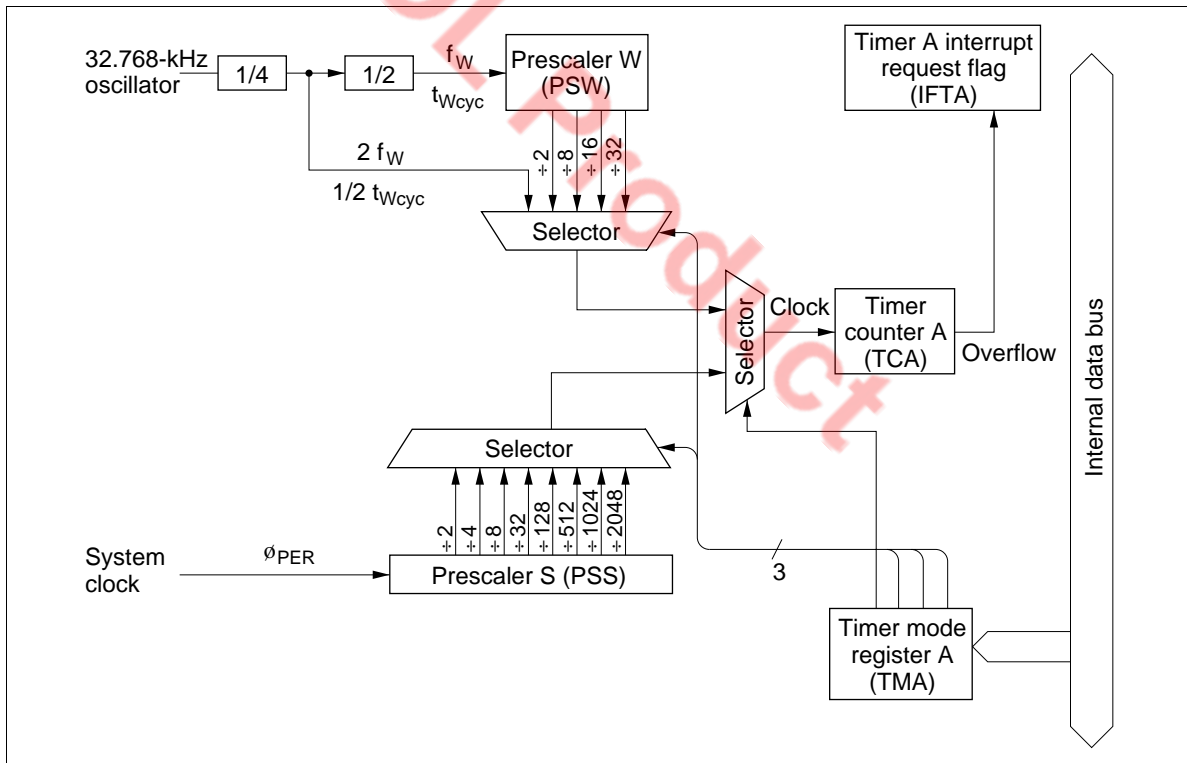 32.768-kHz
oscillator
1/4
1/2
fW
tWcyc
Prescaler W
(PSW)
2 fW
1/2 tWcyc
÷2
÷8
÷16
÷32
Selector
Timer A interrupt
request flag
(IFTA)
Selector
Clock
Timer
counter A
(TCA)
Overflow
Internal data bus
Selector
÷2
÷4
÷8
÷32
÷128
÷512
÷1024
÷2048
System
clock
øPER
Prescaler S (PSS)
3
Timer mode
register A
(TMA)
L Product